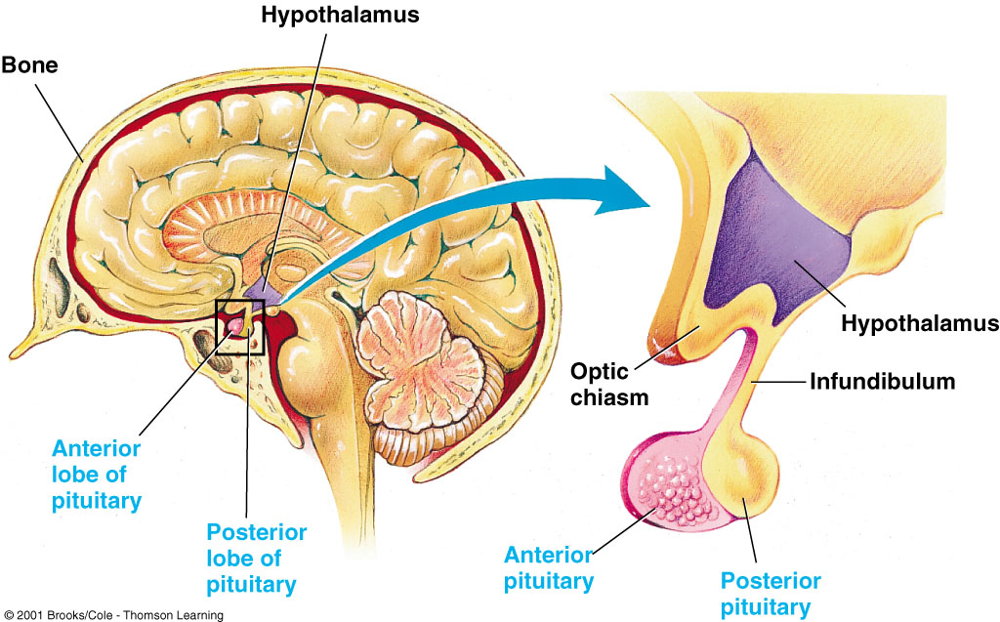 Hypothalamus
Bone
Hypothalamus
Optic
chiasm
Infundibulum
Anterior
lobe of
pituitary
Posterior
lobe of
pituitary
Anterior
pituitary
Posterior
pituitary
© 2001 Brooks/Cole - Thomson Learning